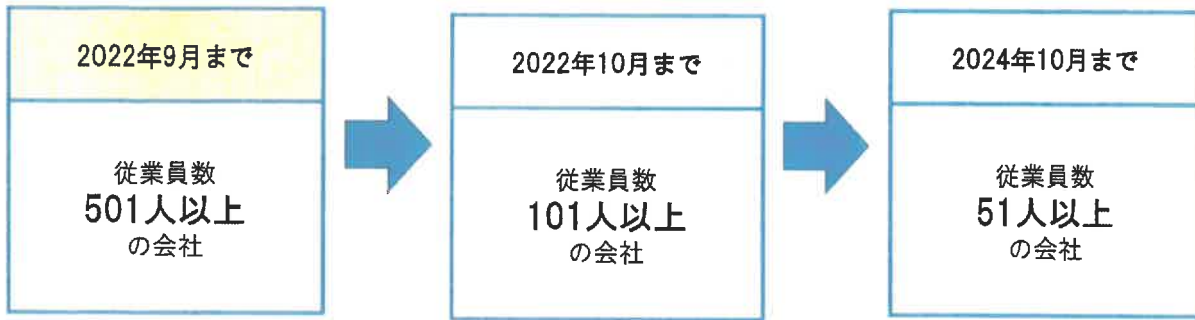 2022年9月まで
従業員数
501人以上
の会社
2022年10月まで
従業員数
101人以上
の会社
2024年10月まで
従業員数
51人以上
の会社